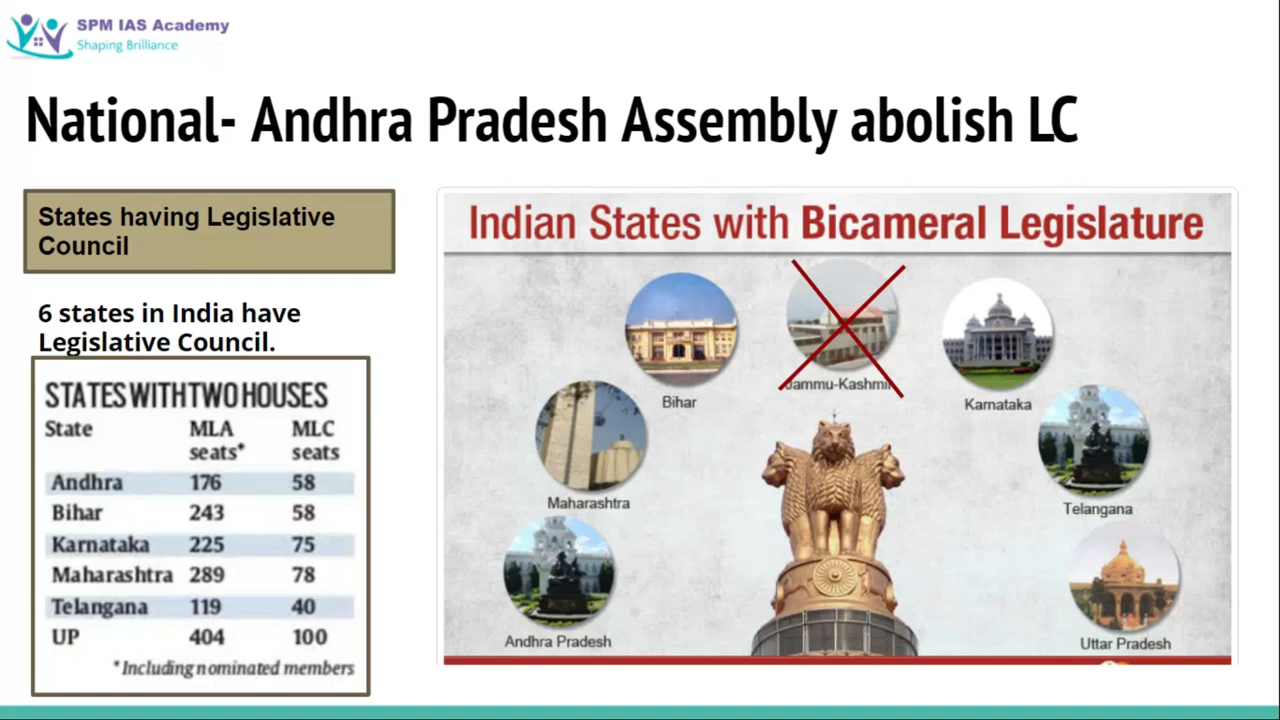 SPM IAS Academy
Shaping Brilliance
National- Andhra Pradesh Assembly abolish LC
States having Legislative
Council
6 states in India have
Legislative Council.
STATES WITH TWO HOUSES
State MLA MLC
seats* seats
Andhra 176 58
Bihar 243 58
Karnataka 225 75
Maharashtra 289 78
Telangana 119 40
UP 404 100
*Including nominated members
Indian States with Bicameral Legislature
Bihar
Jammu-Kashmir
Karnataka
Maharashtra
Telangana
Andhra Pradesh
Uttar Pradesh